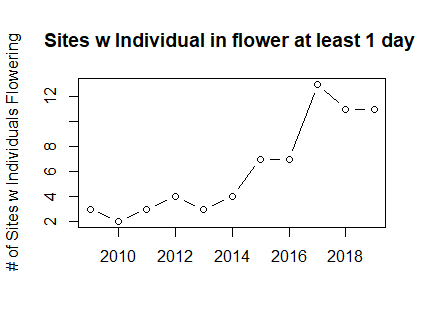 Sites w Individual in flower at least 1 day
# of Sites w Individuals Flowering
12
8
6
4
2
2010 2012 2014 2016 2018